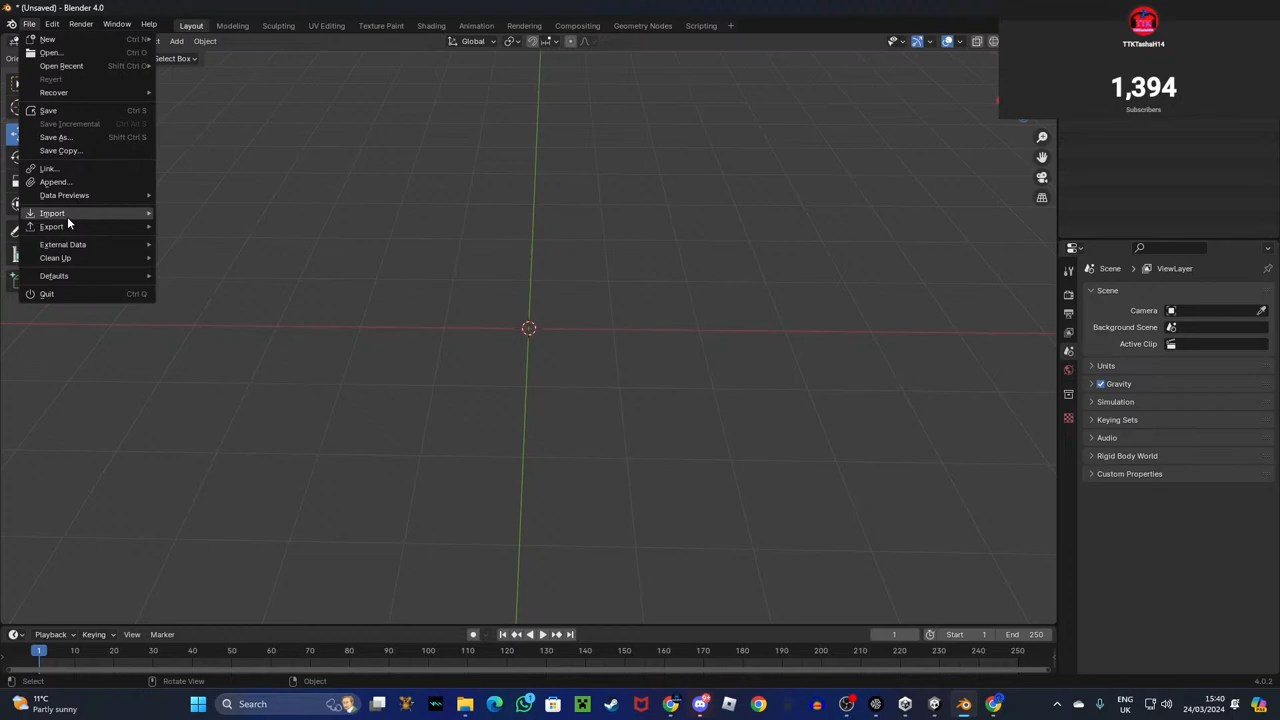 * (Unsaved) - Blender 4.0
File Edit Render Window Help Layout Modeling Sculpting UV Editing Texture Paint Shading Animation Rendering Compositing Geometry Nodes Scripting +
Add Object Global
Select Box
New Ctrl N
Open... Ctrl O
Open Recent Shift Ctrl O
Revert
Recover
Save Ctrl S
Save Incremental Ctrl Alt S
Save As... Shift Ctrl S
Save Copy...
Link...
Append...
Data Previews
Import
Export
External Data
Clean Up
Defaults
Quit Ctrl Q
TTK
TTKTashaH14
1,394
Subscribers
Scene ViewLayer
Scene
Camera
Background Scene
Active Clip
Units
Gravity
Simulation
Keying Sets
Audio
Rigid Body World
Custom Properties
Playback Keying View Marker 1 Start 1 End 250
1 10 20 30 40 50 60 70 80 90 100 110 120 130 140 150 160 170 180 190 200 210 220 230 240 250
Select Rotate View Object 4.0.2
11°C
Partly sunny
Search
ENG
UK
15:40
24/03/2024